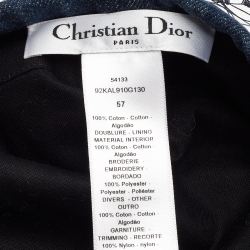 Christian Dior
PARIS
54133
92KAL910G130
57
100% Coton - Cotton -
Algodão
DOUBLURE - LINING
MATERIAL INTERIOR
100% Coton - Cotton -
Algodão
BRODERIE -
EMBROIDERY -
BORDADO
100% Polyester -
Polyester - Poliester
DIVERS - OTHER -
OUTRO
100% Coton - Cotton -
Algodão
GARNITURE -
TRIMMING - RECORTE
100% Nylon - nylon